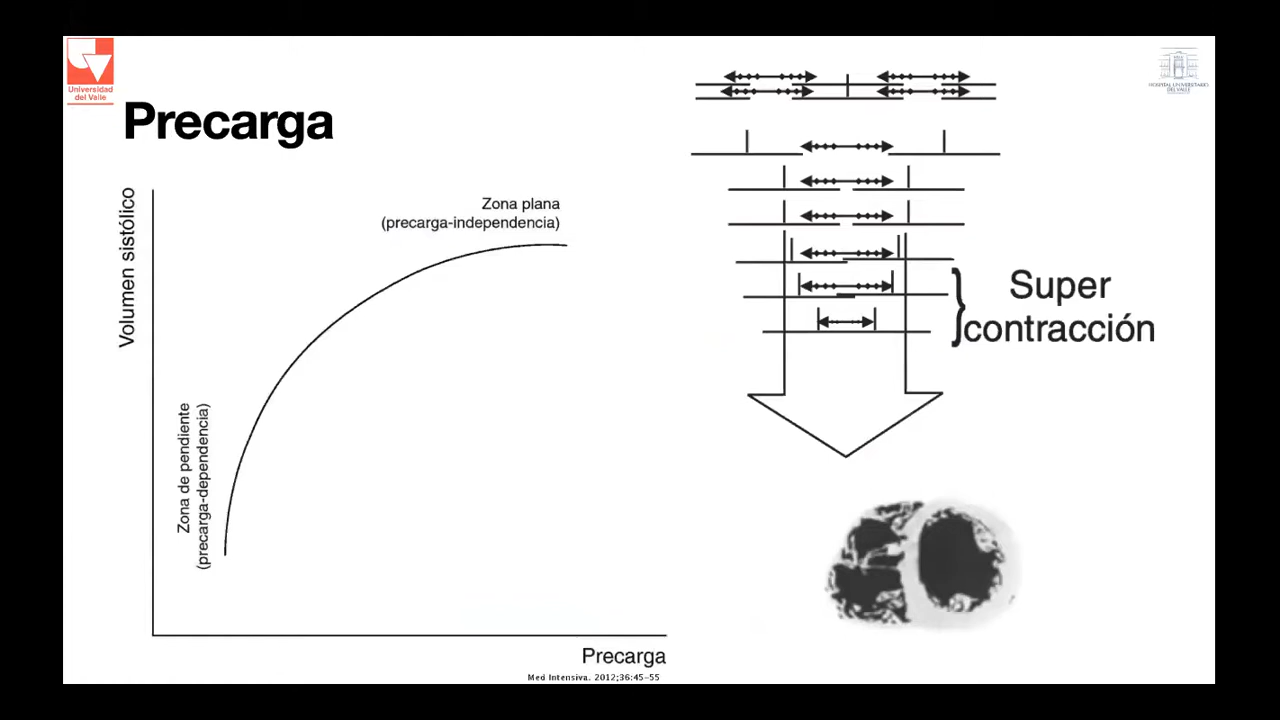 Universidad
del Valle
HOSPITAL UNIVERSITARIO
DEL VALLE
Precarga
Volumen sistólico
Zona plana
(precarga-independencia)
Zona de pendiente
(precarga-dependencia)
Precarga
Med Intensiva. 2012;36:45-55
Super
contracción